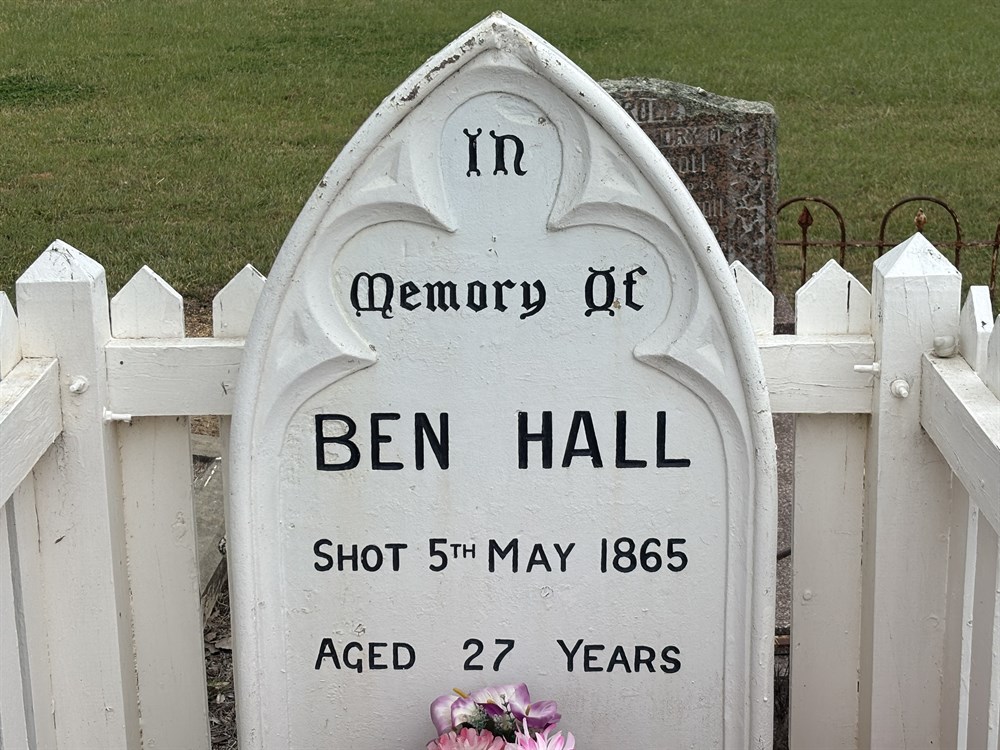 In
Memory Of
BEN HALL
SHOT 5TH MAY 1865
AGED 27 YEARS